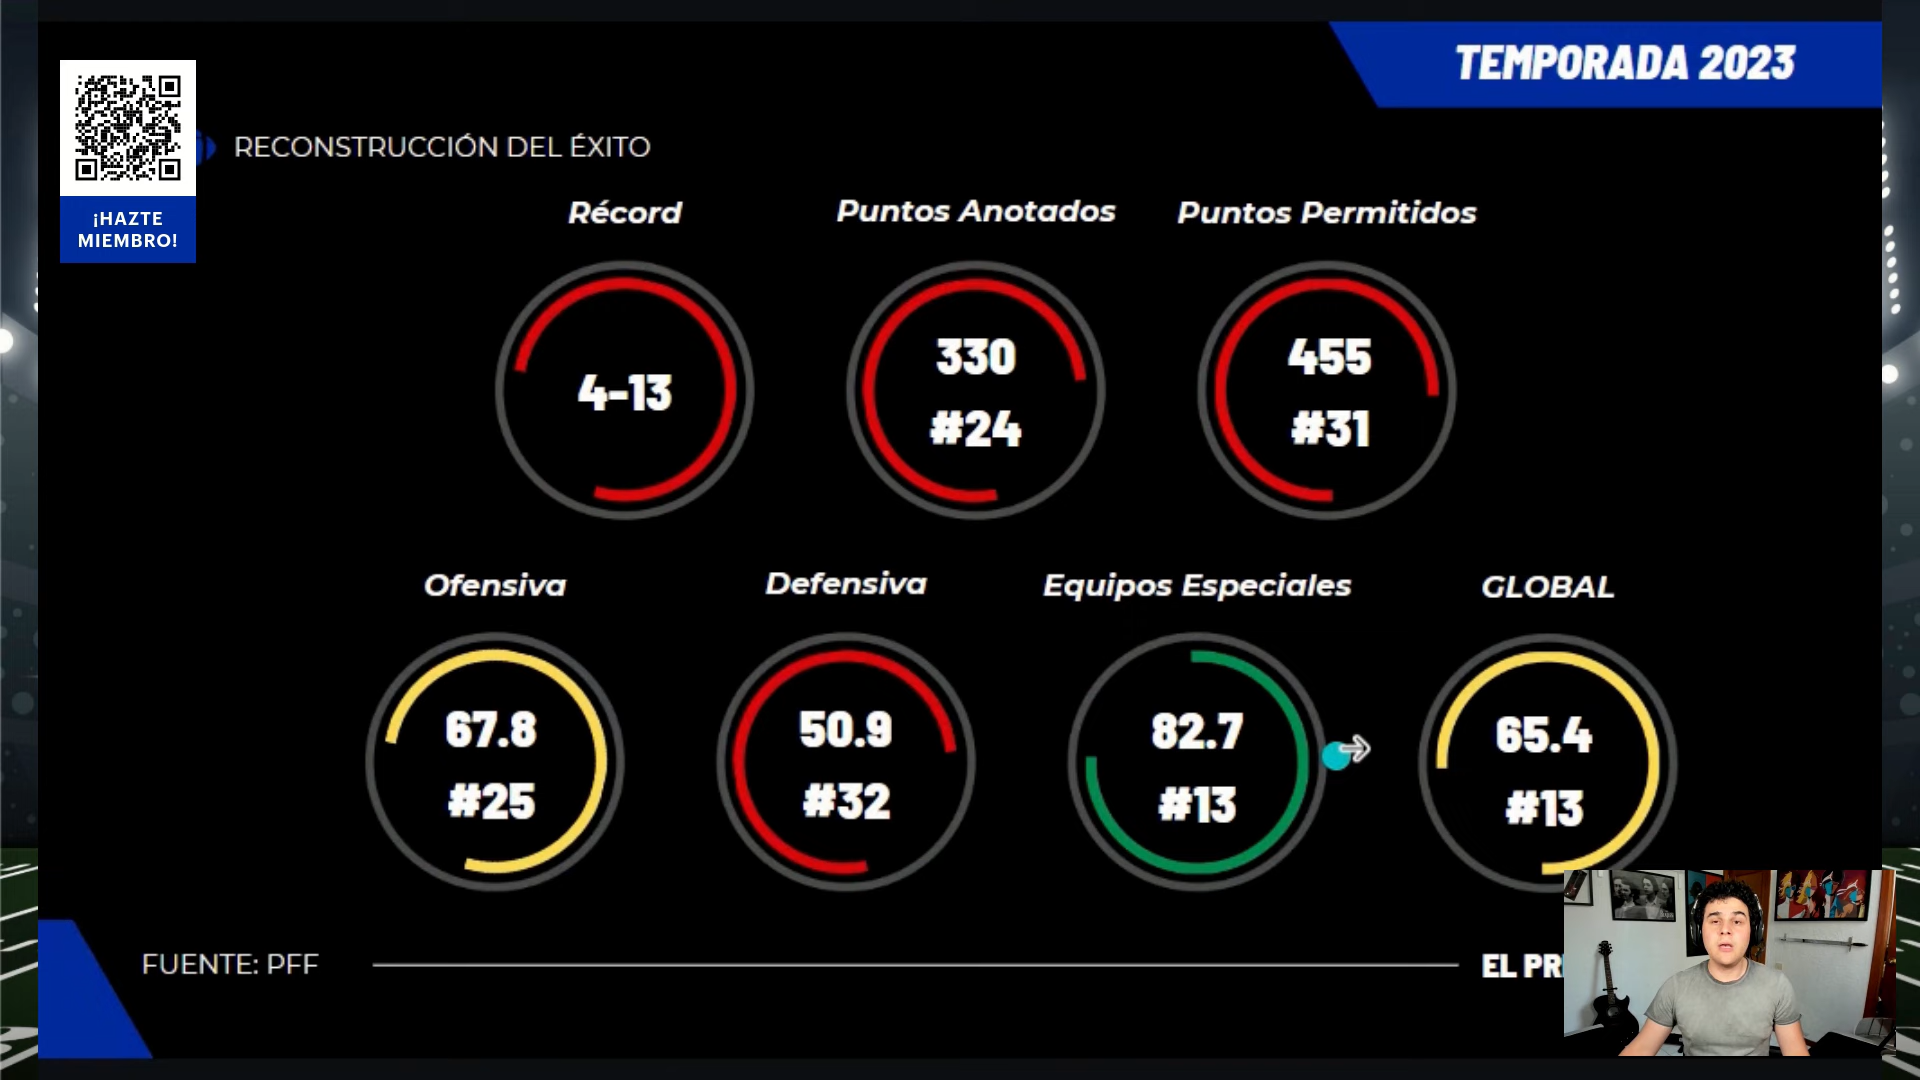 TEMPORADA 2023
RECONSTRUCCIÓN DEL ÉXITO
¡HAZTE
MIEMBRO!
Récord
Puntos Anotados
Puntos Permitidos
4-13
330
#24
455
#31
Ofensiva
Defensiva
Equipos Especiales
GLOBAL
67.8
#25
50.9
#32
82.7
#13
65.4
#13
FUENTE: PFF
EL